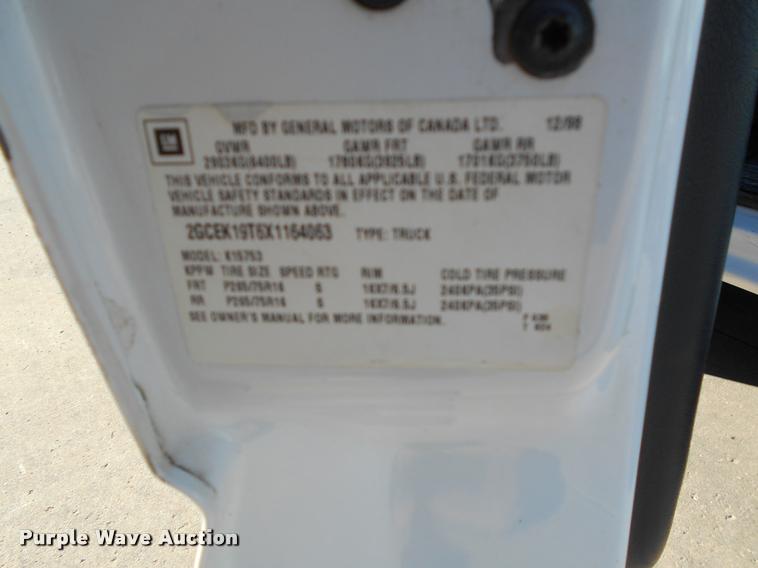 GM
MFD BY GENERAL MOTORS OF CANADA LTD. 12/98
GVWR GAWR FRT GAWR RR
2903KG(6400LB) 1780KG(3925LB) 1701KG(3750LB)
THIS VEHICLE CONFORMS TO ALL APPLICABLE U.S. FEDERAL MOTOR
VEHICLE SAFETY STANDARDS IN EFFECT ON THE DATE OF
MANUFACTURE SHOWN ABOVE.
2GCEK19T6X1164063 TYPE: TRUCK
MODEL: K15753
TIRE SIZE SPEED RTG RIM COLD TIRE PRESSURE
FRT P265/75R16 S 16X7/6.5J 240KPA(35PSI)
RR P265/75R16 S 16X7/6.5J 240KPA(35PSI)
SEE OWNER'S MANUAL FOR MORE INFORMATION.
Purple Wave Auction